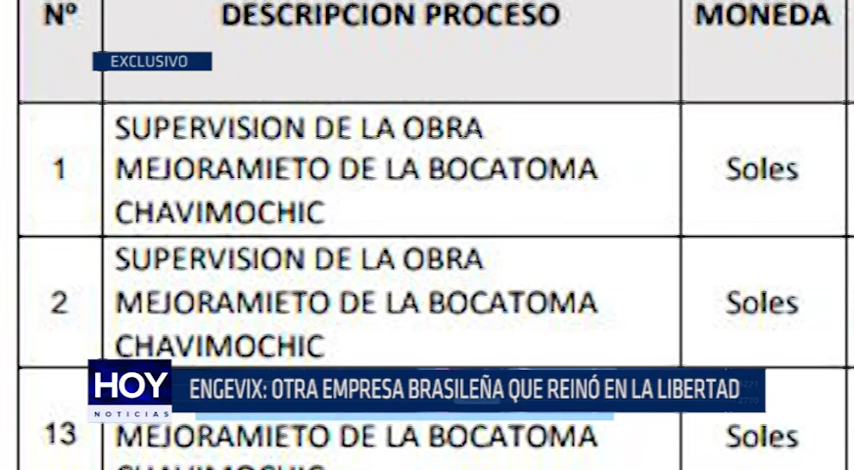 Nº DESCRIPCION PROCESO MONEDA
EXCLUSIVO
SUPERVISION DE LA OBRA
1 MEJORAMIETO DE LA BOCATOMA Soles
CHAVIMOCHIC
SUPERVISION DE LA OBRA
2 MEJORAMIETO DE LA BOCATOMA Soles
CHAVIMOCHIC
HOY
NOTICIAS
ENGEVIX: OTRA EMPRESA BRASILEÑA QUE REINÓ EN LA LIBERTAD
13 MEJORAMIETO DE LA BOCATOMA Soles
CHAVIMOCHIC